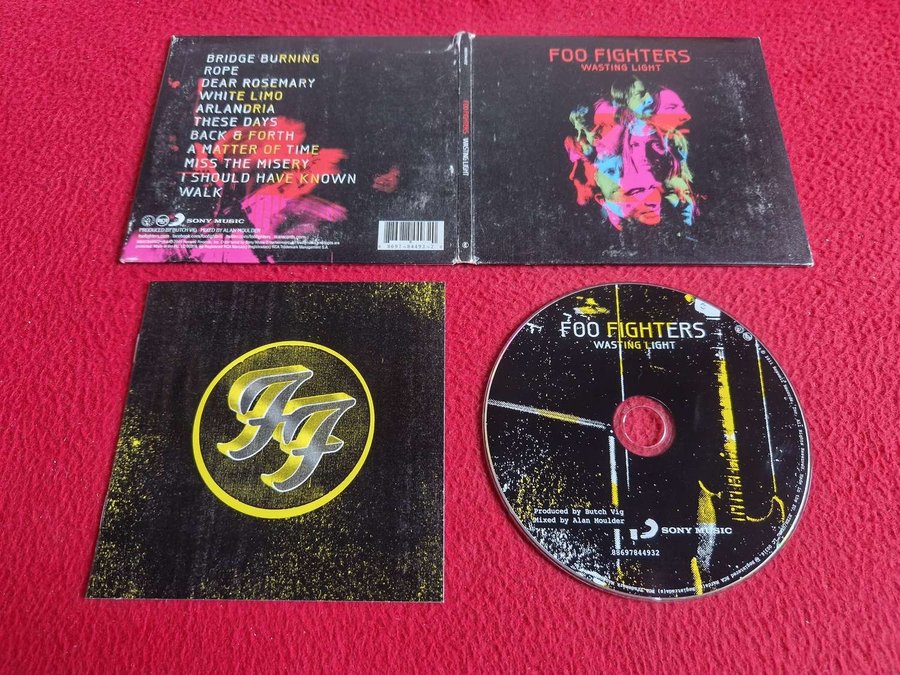 BRIDGE BURNING
ROPE
DEAR ROSEMARY
WHITE LIMO
ARLANDRIA
THESE DAYS
BACK & FORTH
A MATTER OF TIME
MISS THE MISERY
I SHOULD HAVE KNOWN
WALK
SONY MUSIC
PRODUCED BY BUTCH VIG · MIXED BY ALAN MOULDER
FOO FIGHTERS WASTING LIGHT
FOO FIGHTERS
WASTING LIGHT
FF
FOO FIGHTERS
WASTING LIGHT
Produced by Butch Vig
Mixed by Alan Moulder
SONY MUSIC
88697844932